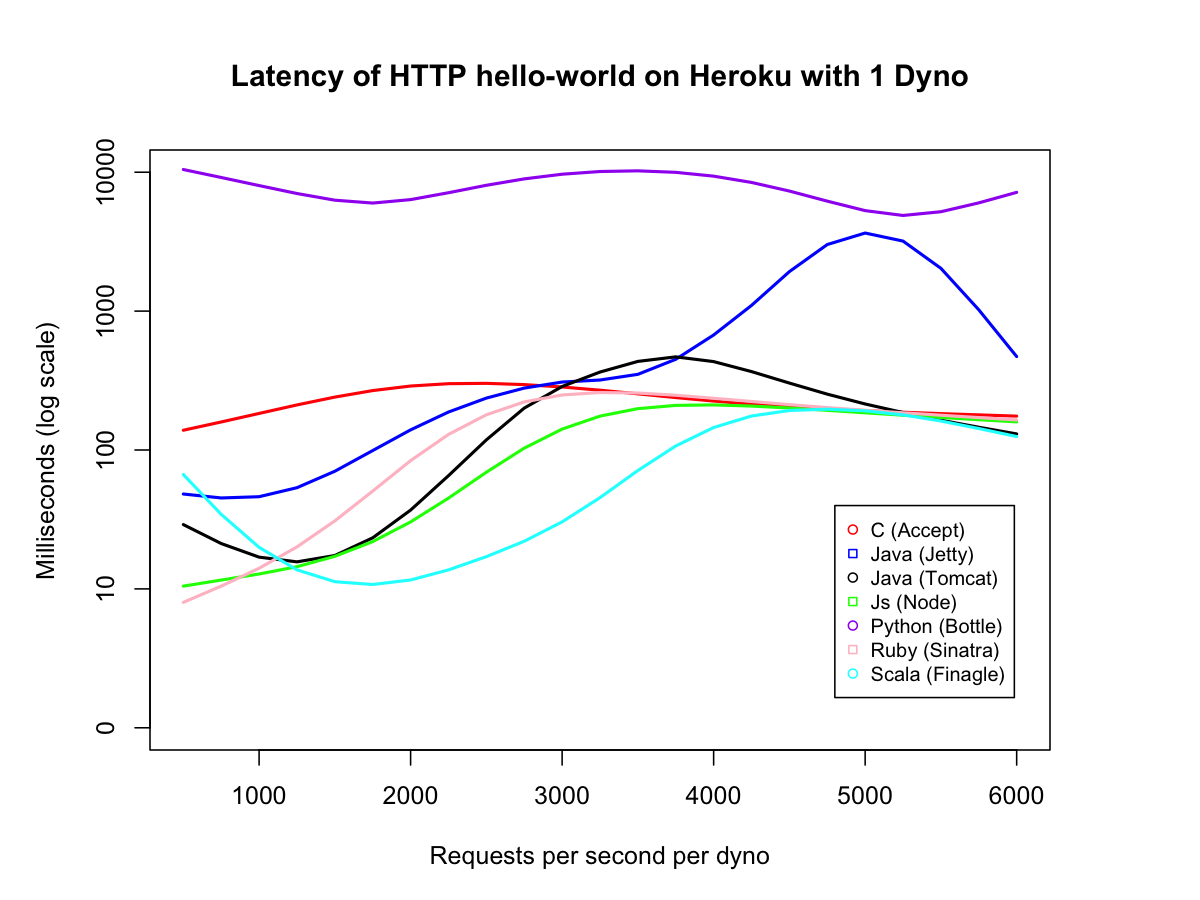 Latency of HTTP hello-world on Heroku with 1 Dyno
Milliseconds (log scale)
10000
1000
100
10
0
C (Accept)
Java (Jetty)
Java (Tomcat)
Js (Node)
Python (Bottle)
Ruby (Sinatra)
Scala (Finagle)
1000 2000 3000 4000 5000 6000
Requests per second per dyno